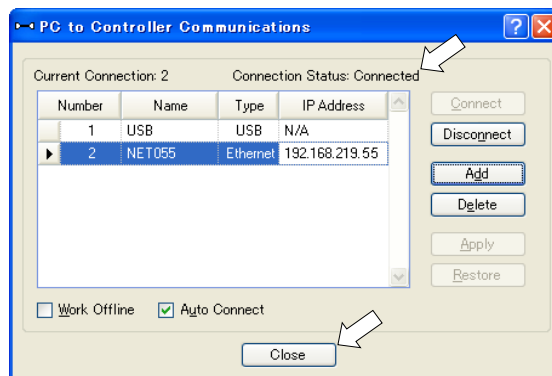 PC to Controller Communications
Current Connection: 2 Connection Status: Connected
Number Name Type IP Address
1 USB USB N/A
2 NET055 Ethernet 192.168.219.55
Connect
Disconnect
Add
Delete
Apply
Restore
Work Offline Auto Connect
Close